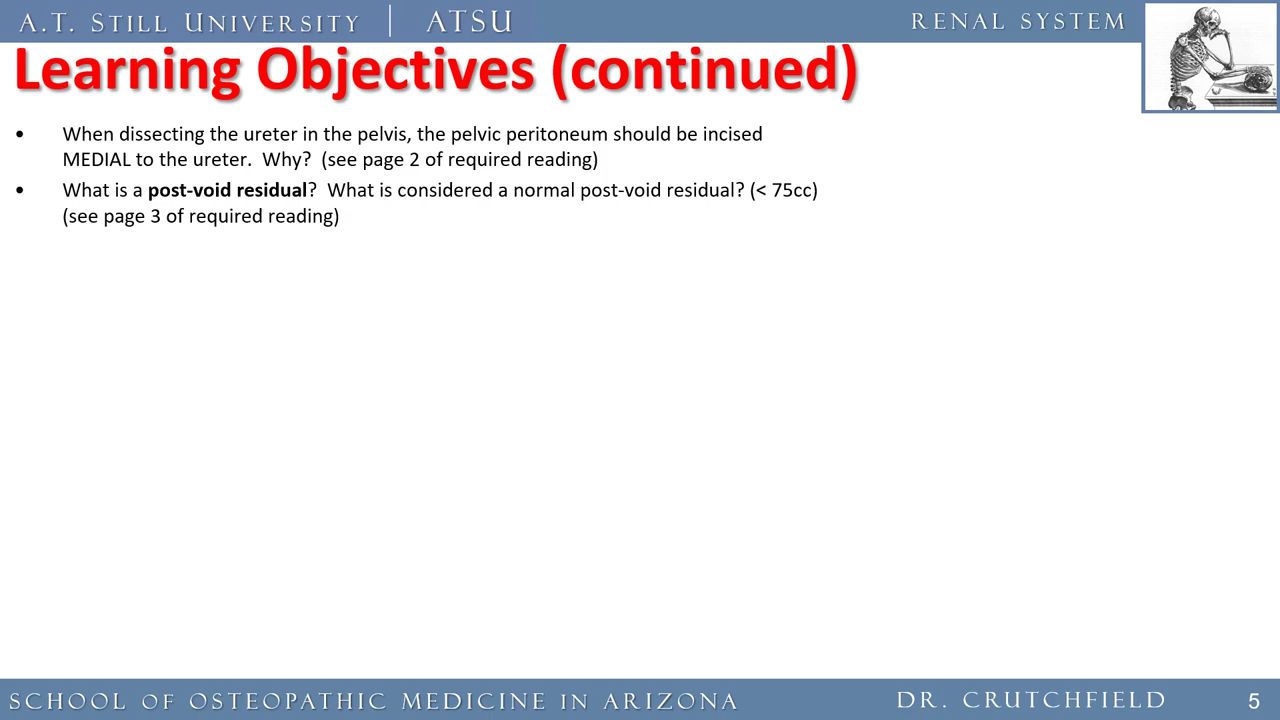 A.T. STILL UNIVERSITY | ATSU
RENAL SYSTEM
Learning Objectives (continued)
• When dissecting the ureter in the pelvis, the pelvic peritoneum should be incised
MEDIAL to the ureter.  Why?  (see page 2 of required reading)
• What is a post-void residual?  What is considered a normal post-void residual? (< 75cc)
(see page 3 of required reading)
SCHOOL OF OSTEOPATHIC MEDICINE IN ARIZONA
DR. CRUTCHFIELD
5